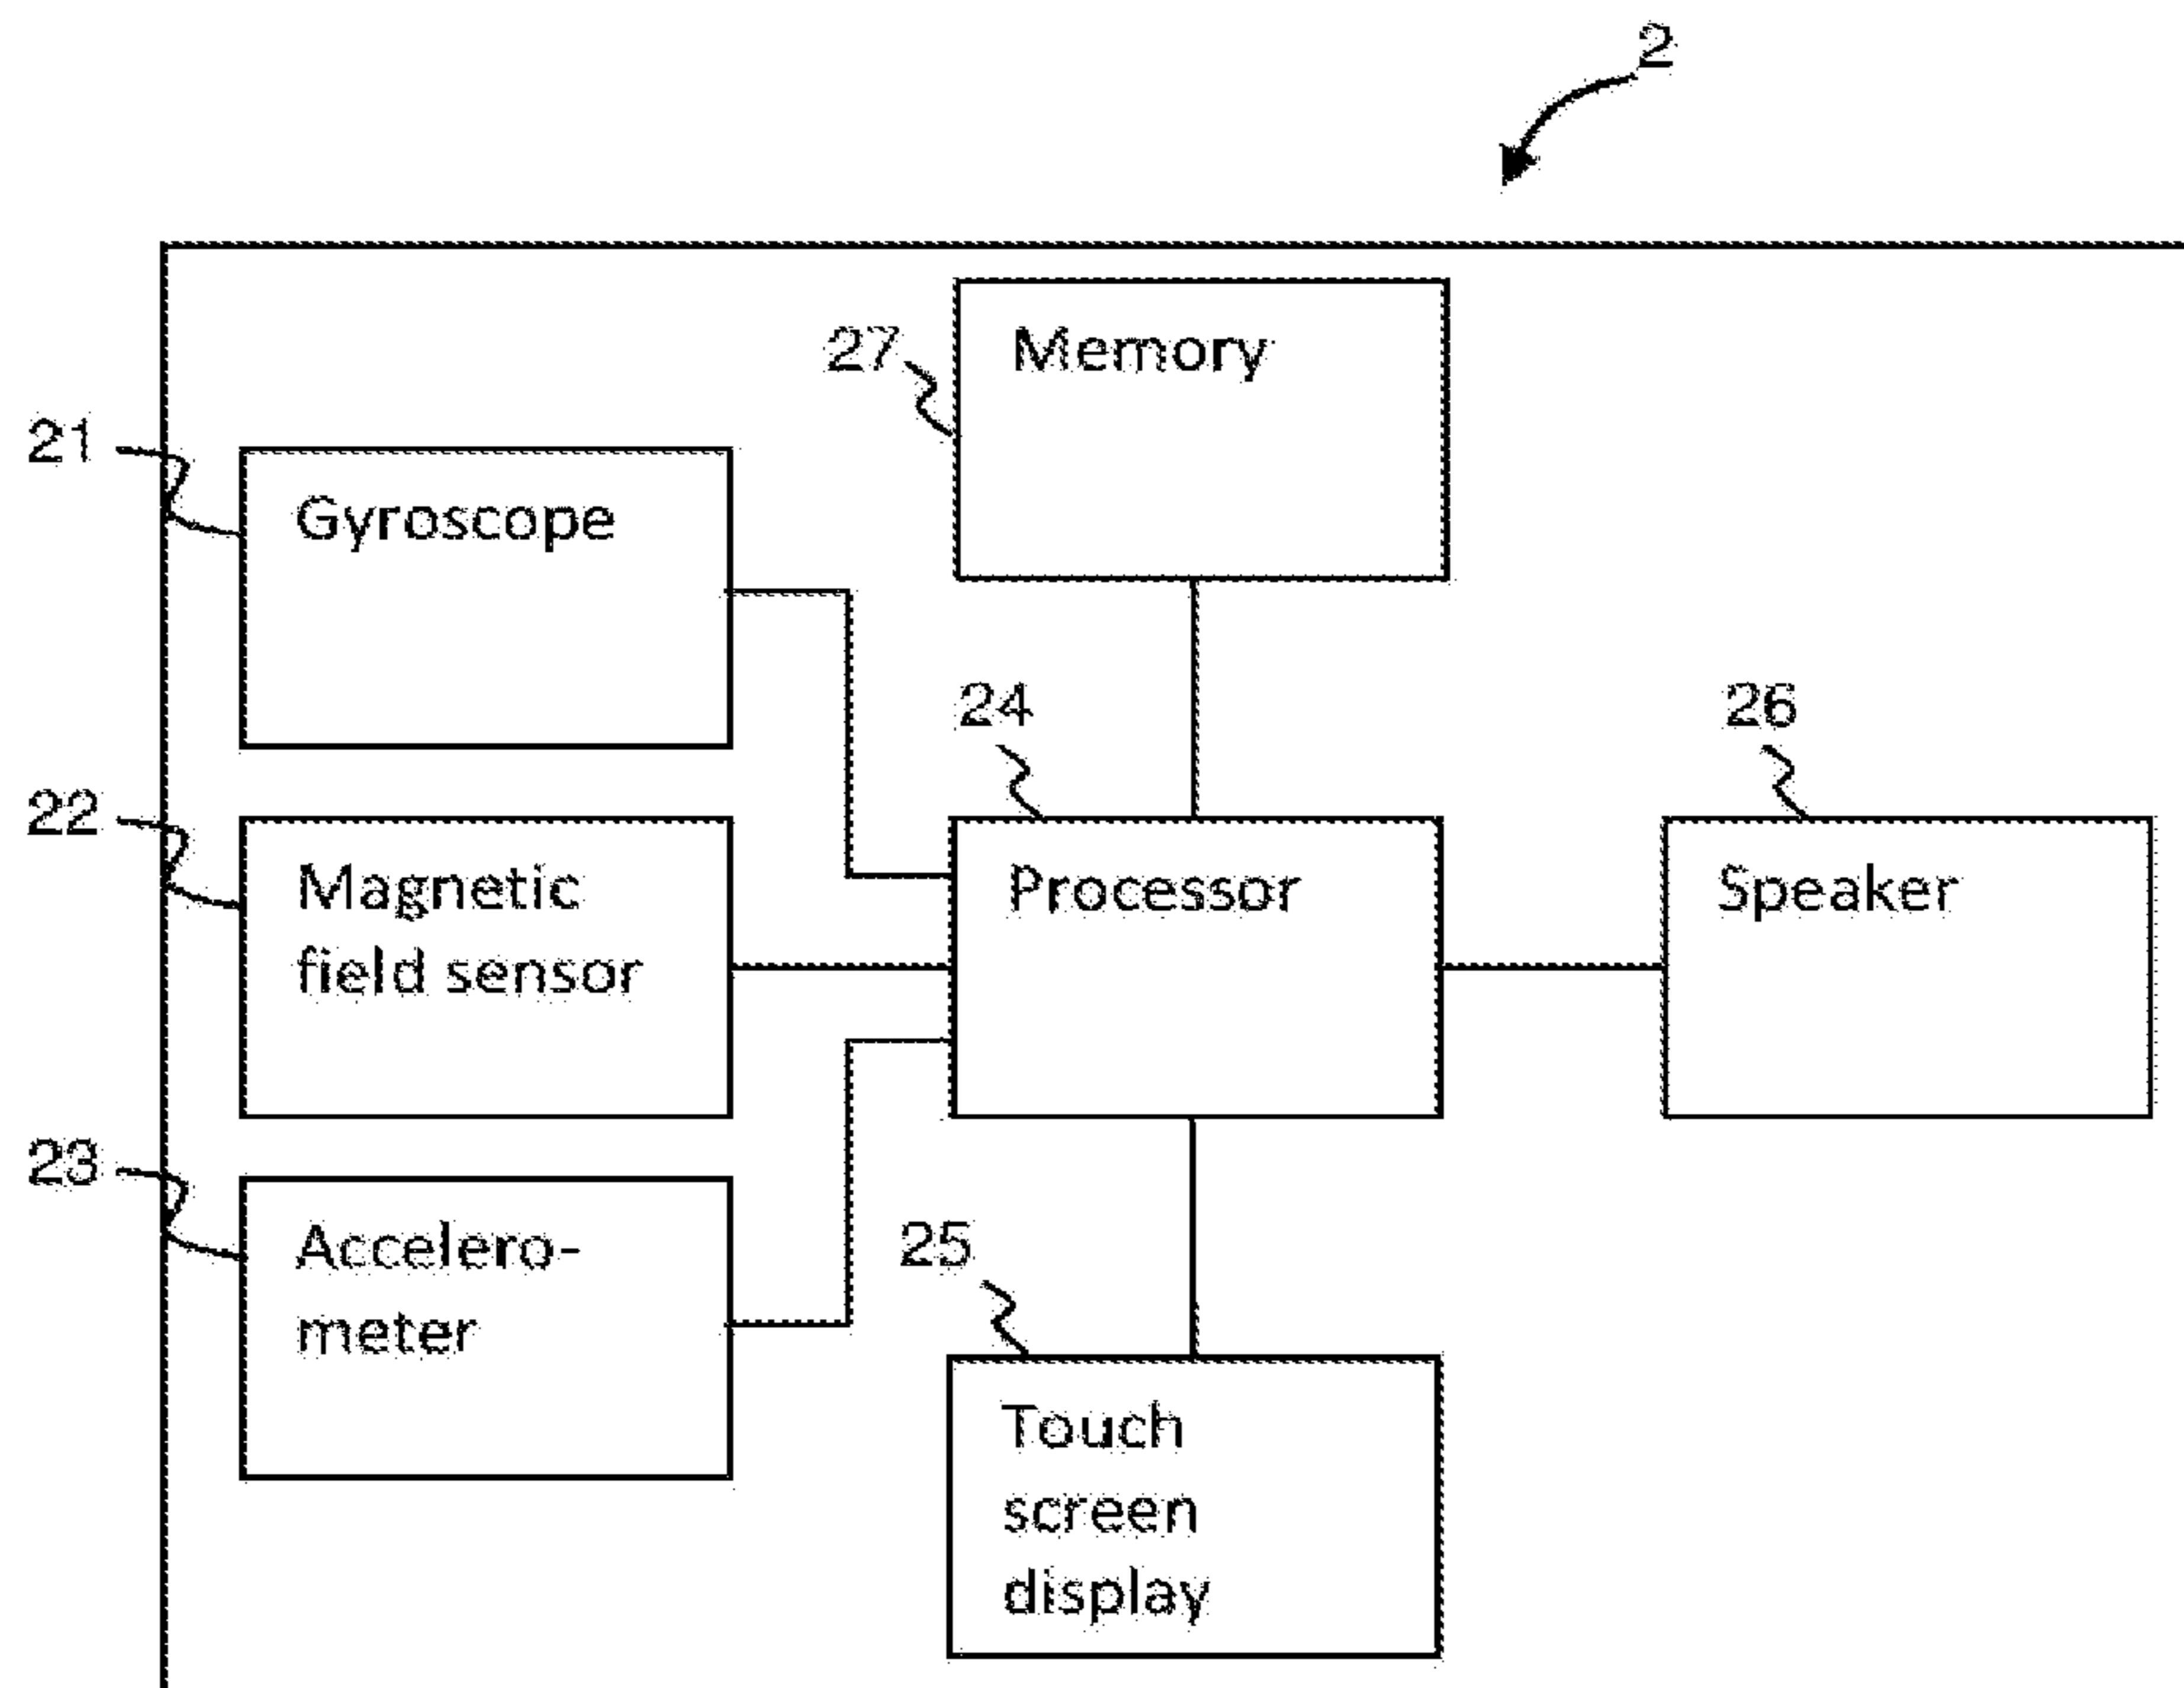 2
27
Memory
21
Gyroscope
24
26
22
Magnetic
field sensor
Processor
Speaker
23
Accelero-
meter
25
Touch
screen
display